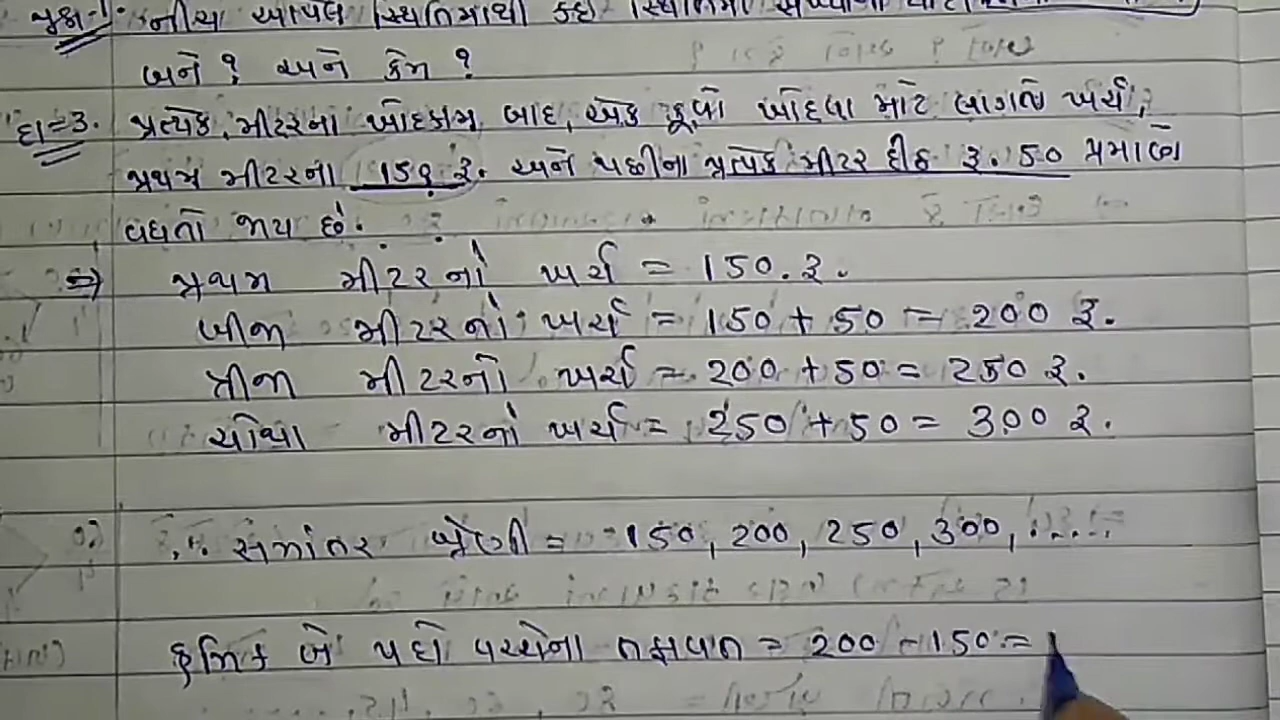 બને ? અને કેમ ?
દા=3. પ્રત્યેક મીટરના ખોદકામ બાદ, એક કૂવો ખોદવા માટે લાગતો ખર્ચ,
પ્રથમ મીટરના 150 રૂ. અને પછીના પ્રત્યેક મીટર દીઠ રૂ. 50 પ્રમાણે
વધતો જાય છે.
⇒ પ્રથમ મીટરનો ખર્ચ = 150. રૂ.
બીજા મીટરનો ખર્ચ = 150 + 50 = 200 રૂ.
ત્રીજા મીટરનો ખર્ચ = 200 + 50 = 250 રૂ.
ચોથા મીટરનો ખર્ચ = 250 + 50 = 300 રૂ.
∴ સમાંતર શ્રેણી = 150, 200, 250, 300, .....
ક્રમિક બે પદો વચ્ચેના તફાવત = 200 - 150 =